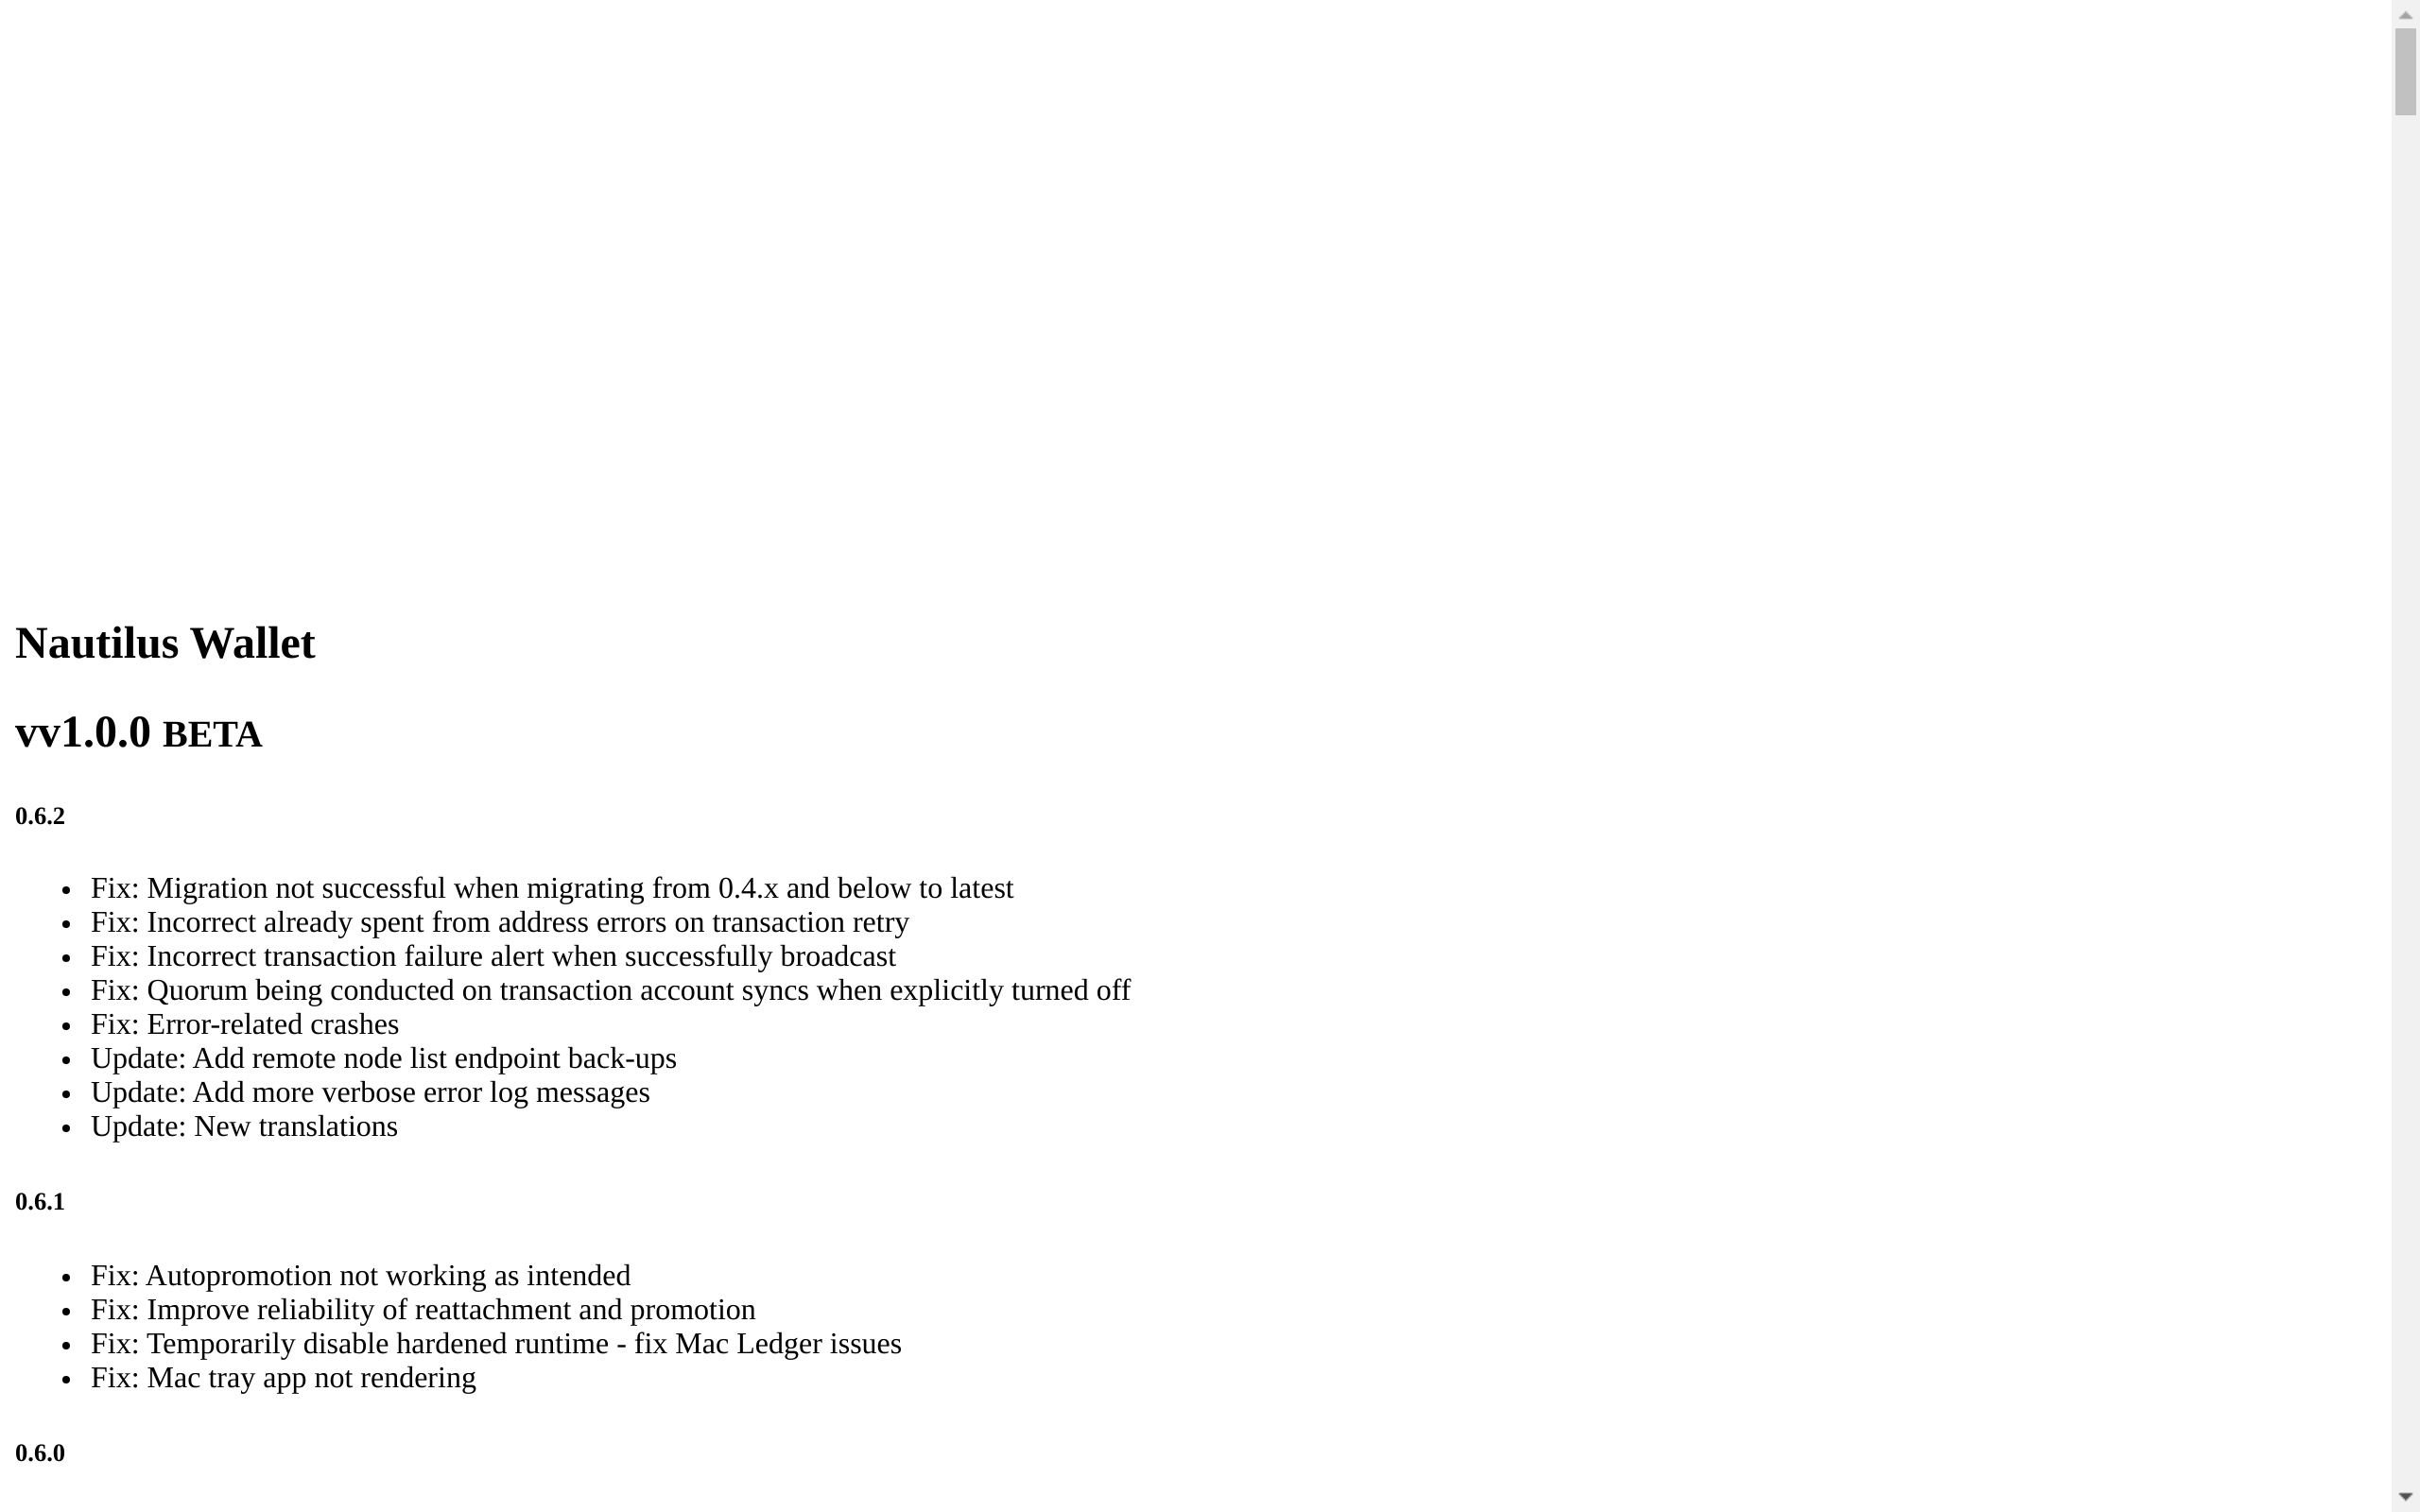 Nautilus Wallet
vv1.0.0 BETA
0.6.2
• Fix: Migration not successful when migrating from 0.4.x and below to latest
• Fix: Incorrect already spent from address errors on transaction retry
• Fix: Incorrect transaction failure alert when successfully broadcast
• Fix: Quorum being conducted on transaction account syncs when explicitly turned off
• Fix: Error-related crashes
• Update: Add remote node list endpoint back-ups
• Update: Add more verbose error log messages
• Update: New translations
0.6.1
• Fix: Autopromotion not working as intended
• Fix: Improve reliability of reattachment and promotion
• Fix: Temporarily disable hardened runtime - fix Mac Ledger issues
• Fix: Mac tray app not rendering
0.6.0